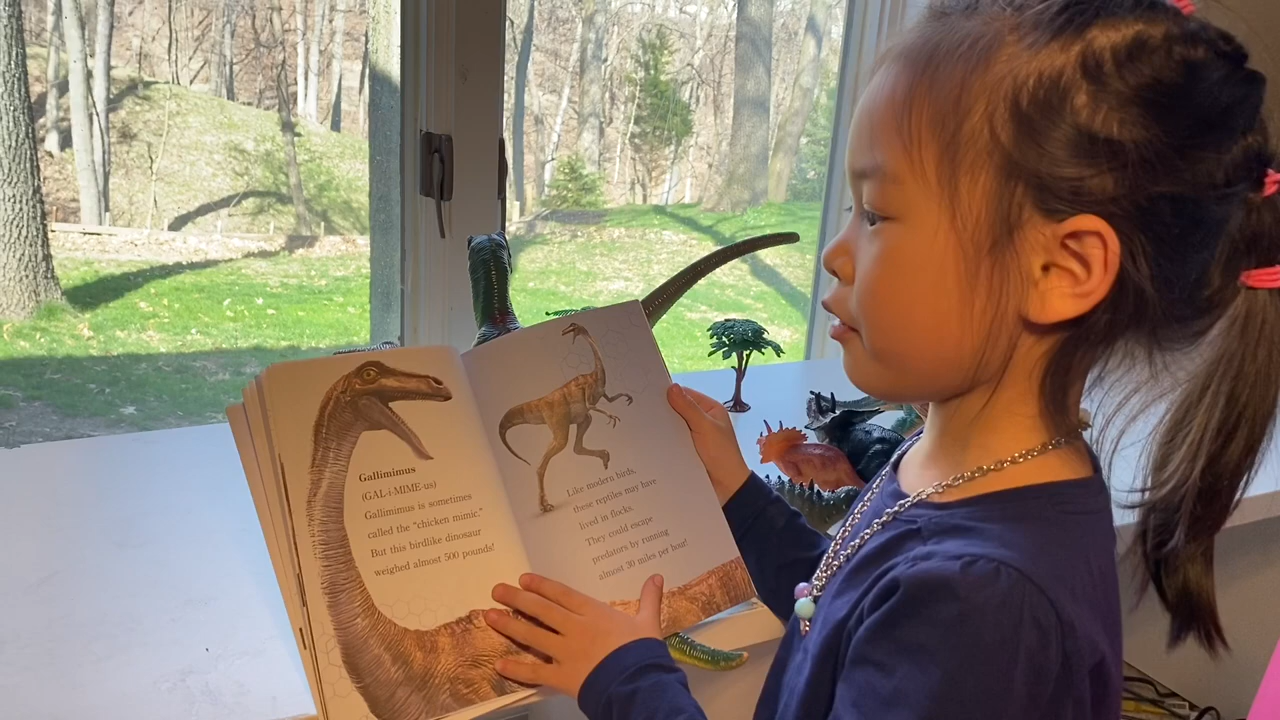 Gallimimus
(GAL-i-MIME-us)
Gallimimus is sometimes
called the “chicken mimic.”
But this birdlike dinosaur
weighed almost 500 pounds!
Like modern birds,
these reptiles may have
lived in flocks.
They could escape
predators by running
almost 30 miles per hour!